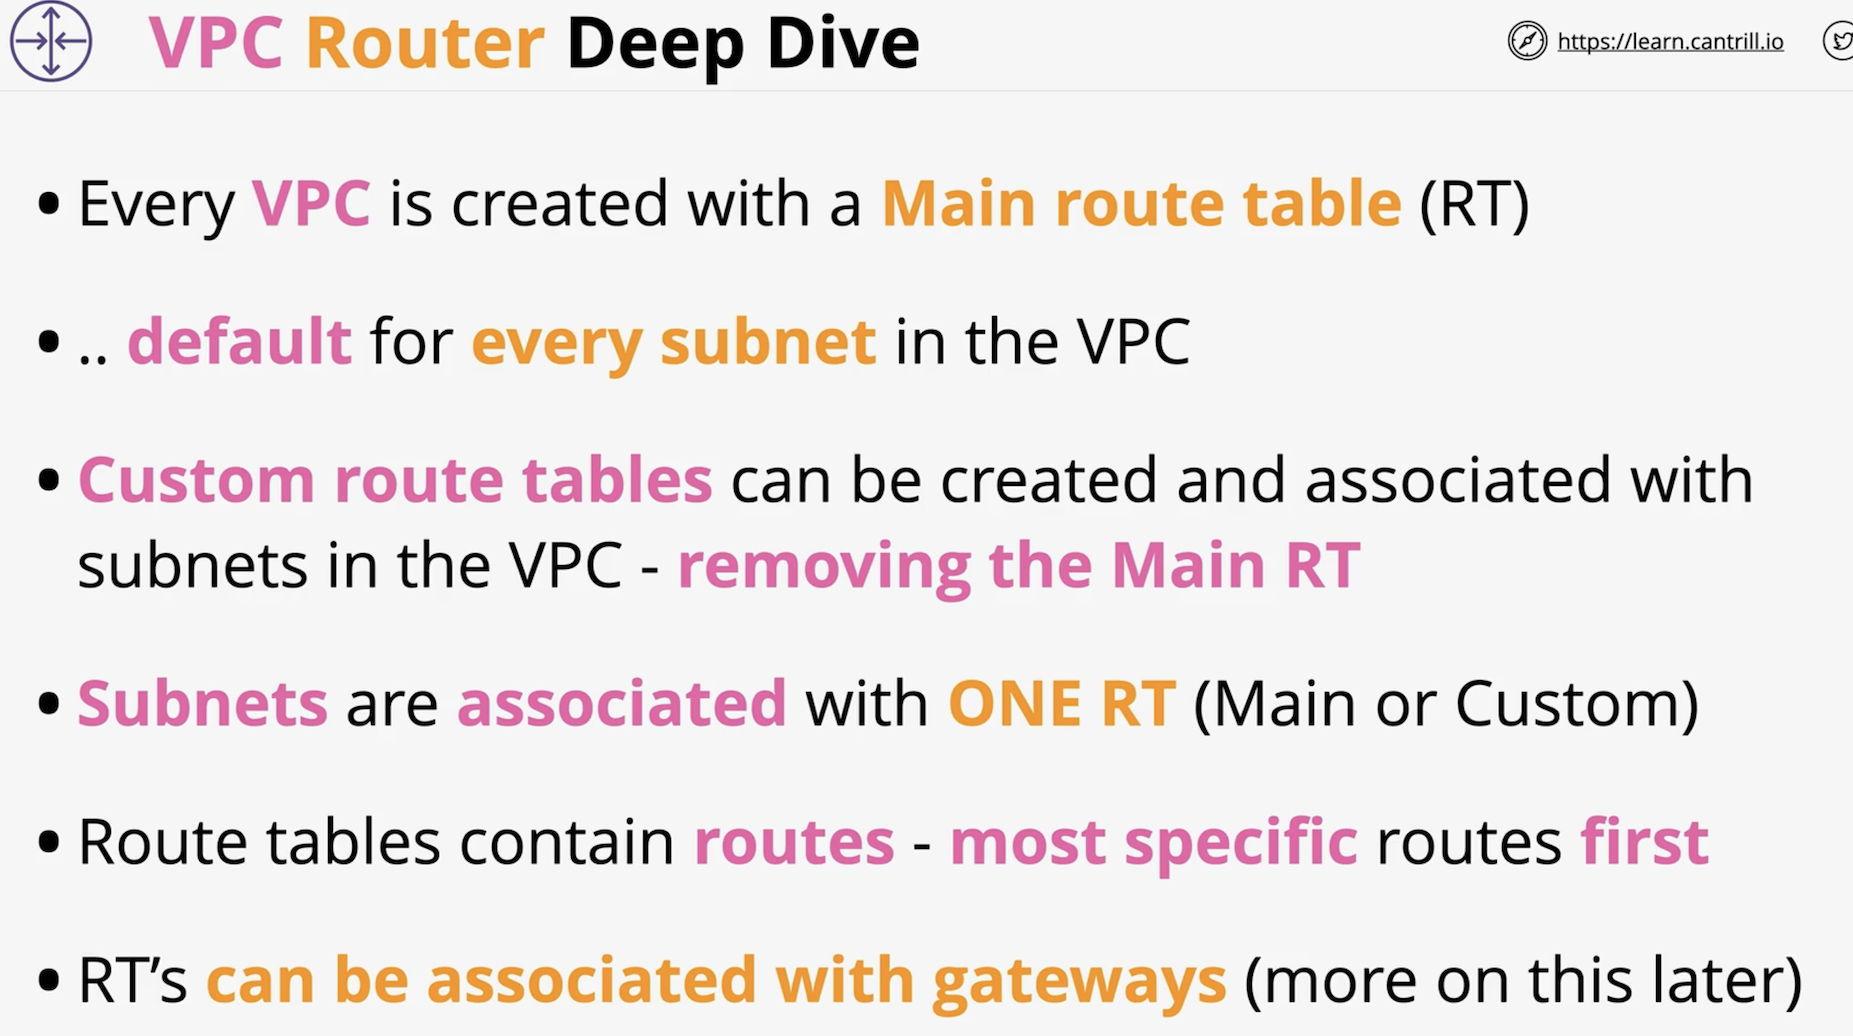 VPC Router Deep Dive
https://learn.cantrill.io
• Every VPC is created with a Main route table (RT)
• .. default for every subnet in the VPC
• Custom route tables can be created and associated with
subnets in the VPC - removing the Main RT
• Subnets are associated with ONE RT (Main or Custom)
• Route tables contain routes - most specific routes first
• RT’s can be associated with gateways (more on this later)